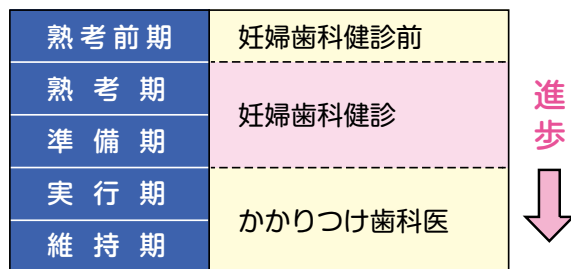 熟考前期 妊婦歯科健診前
熟考期
妊婦歯科健診
準備期
実行期
かかりつけ歯科医
維持期
進歩